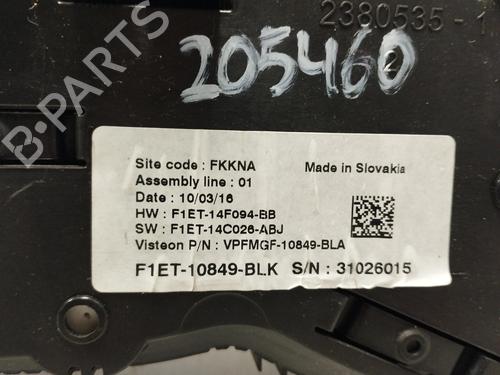 2380535-1
205460
Site code : FKKNA
Made in Slovakia
Assembly line : 01
Date : 10/03/16
HW : F1ET-14F094-BB
SW : F1ET-14C026-ABJ
Visteon P/N : VPFMGF-10849-BLA
F1ET-10849-BLK S/N : 31026015
B-PARTS